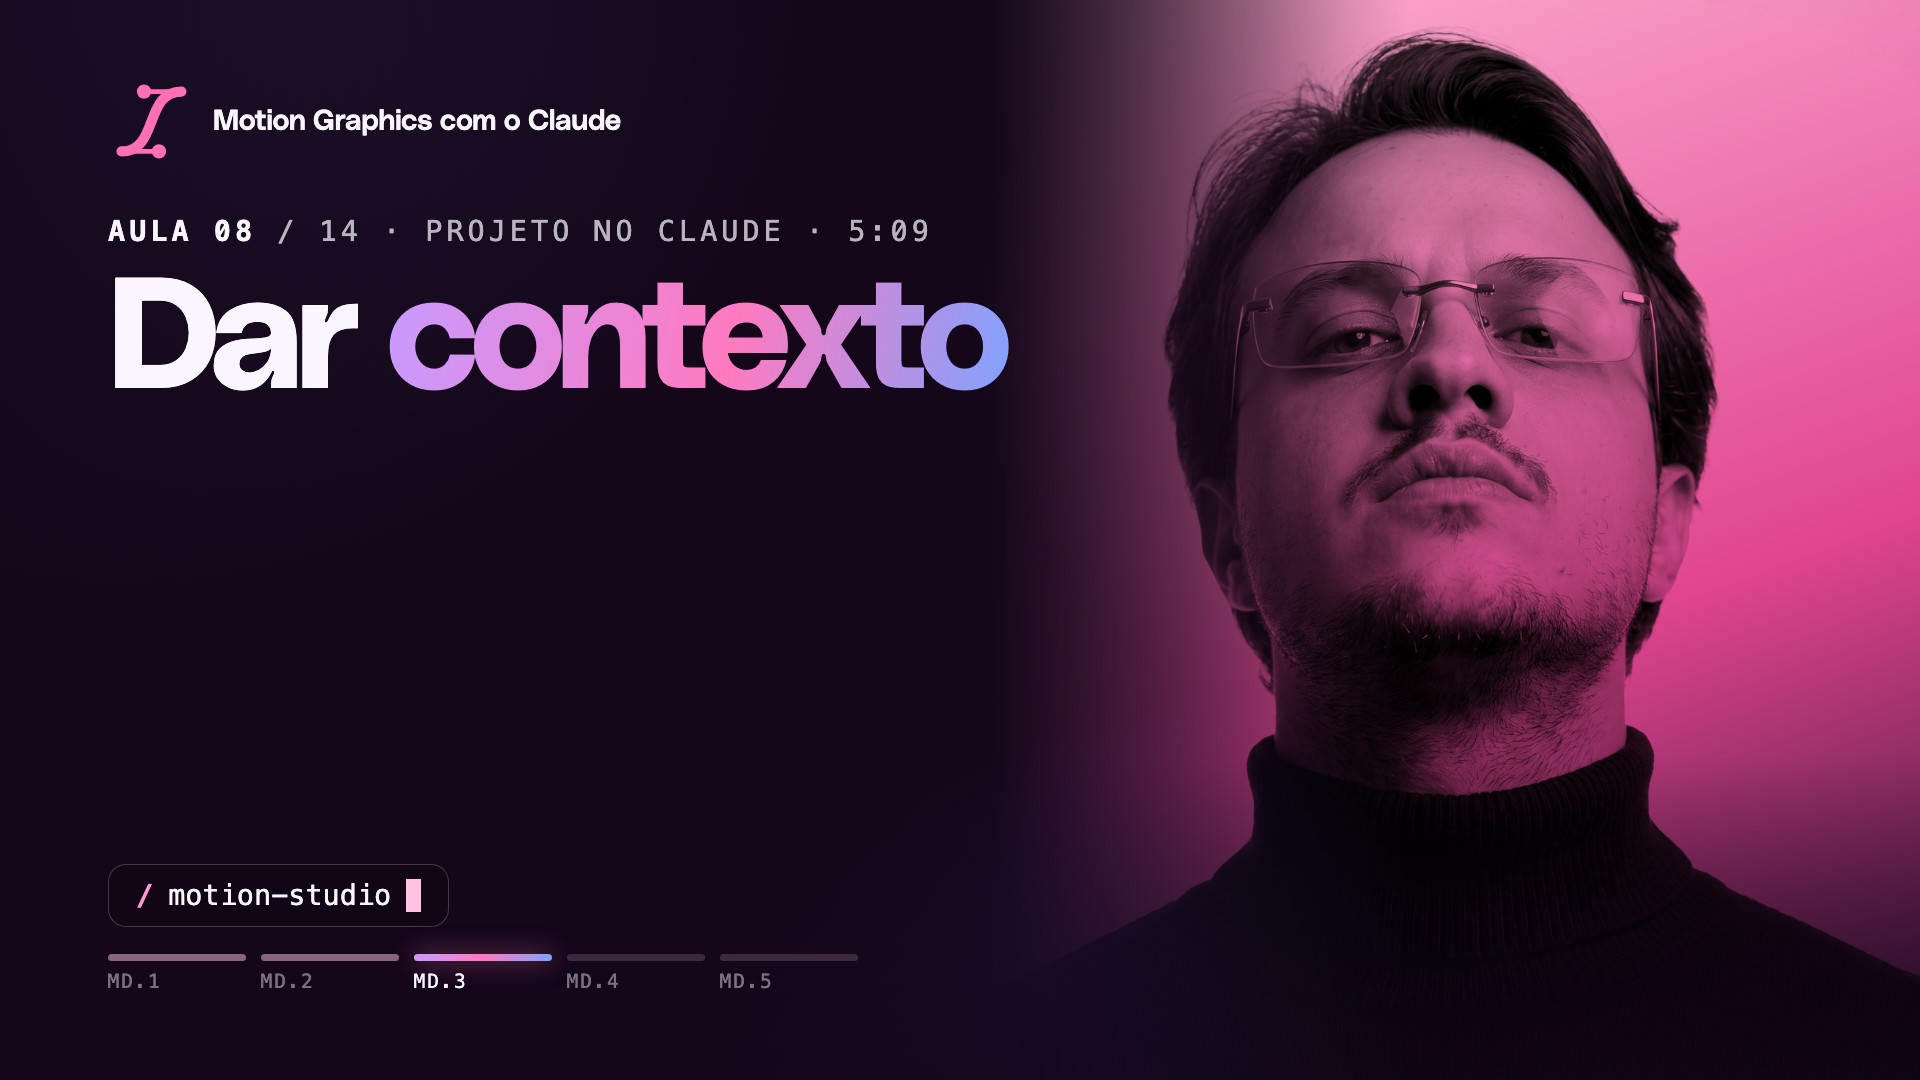 Motion Graphics com o Claude
AULA 08 / 14 · PROJETO NO CLAUDE · 5:09
Dar contexto
/ motion-studio
MD.1 MD.2 MD.3 MD.4 MD.5